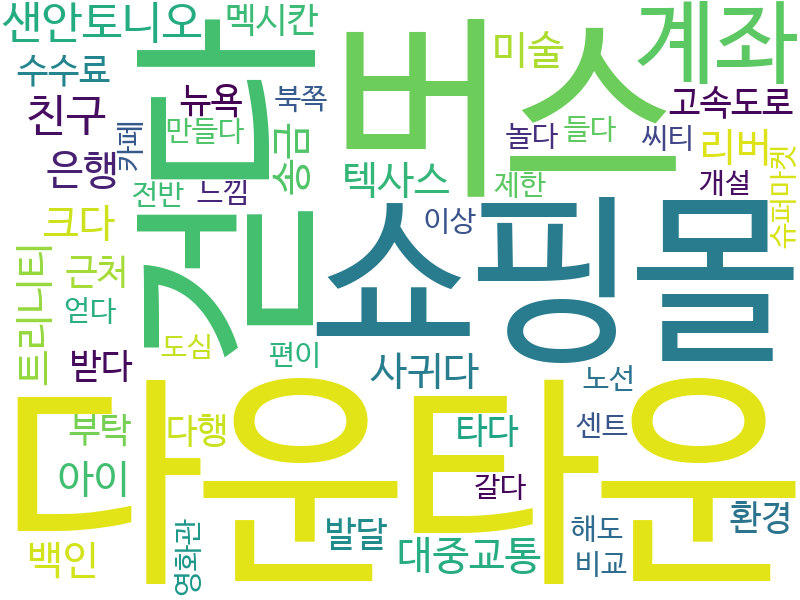 샌안토니오
멕시칸
버스
계좌
수수료
미술
친구
뉴욕
북쪽
고속도로
만들다
카페
놀다
들다
씨티
리버
은행
송금
텍사스
제한
개설
슈퍼마켓
전반
느낌
걷다
크다
이상
쇼핑몰
근처
트리니티
얻다
도심
편이
받다
사귀다
노선
다운타운
부탁
다행
타다
센트
아이
갈다
발달
환경
해도
백인
영화관
대중교통
비교